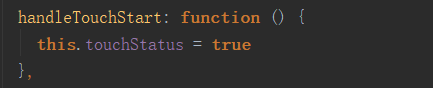 handleTouchStart: function () {
  this.touchStatus = true
},